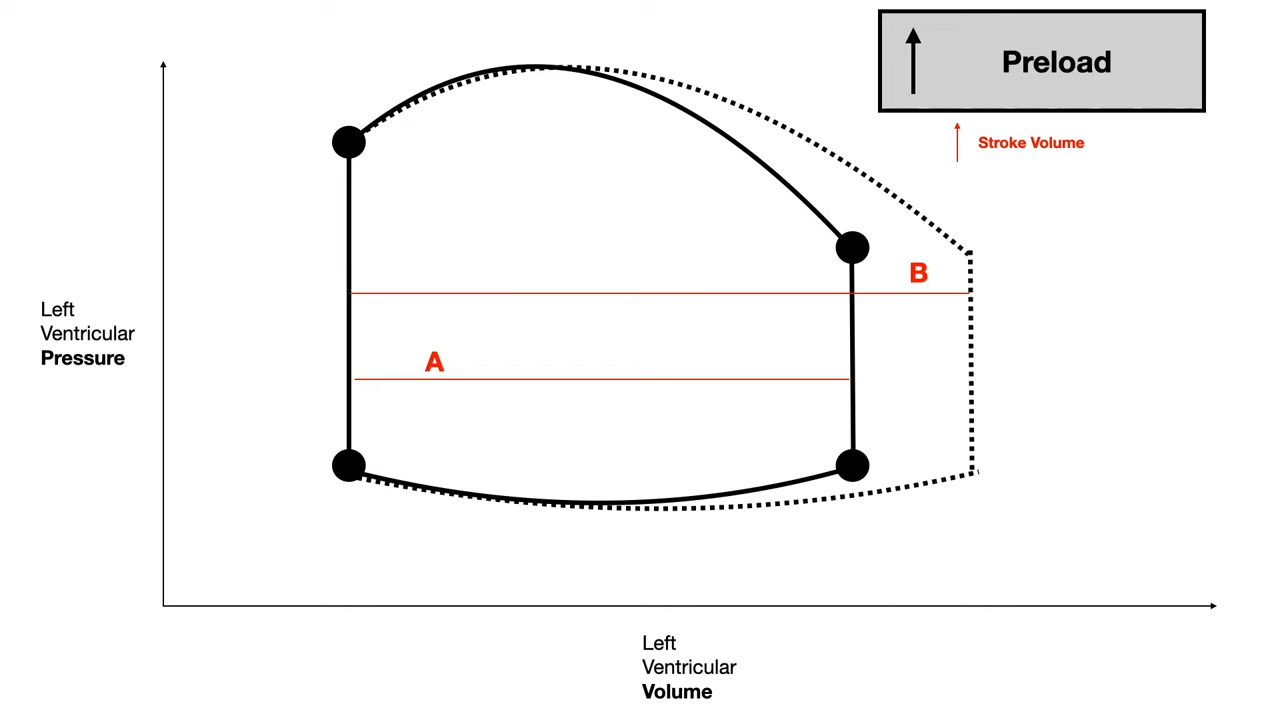 Preload
Stroke Volume
B
Left
Ventricular
Pressure
A
Left
Ventricular
Volume